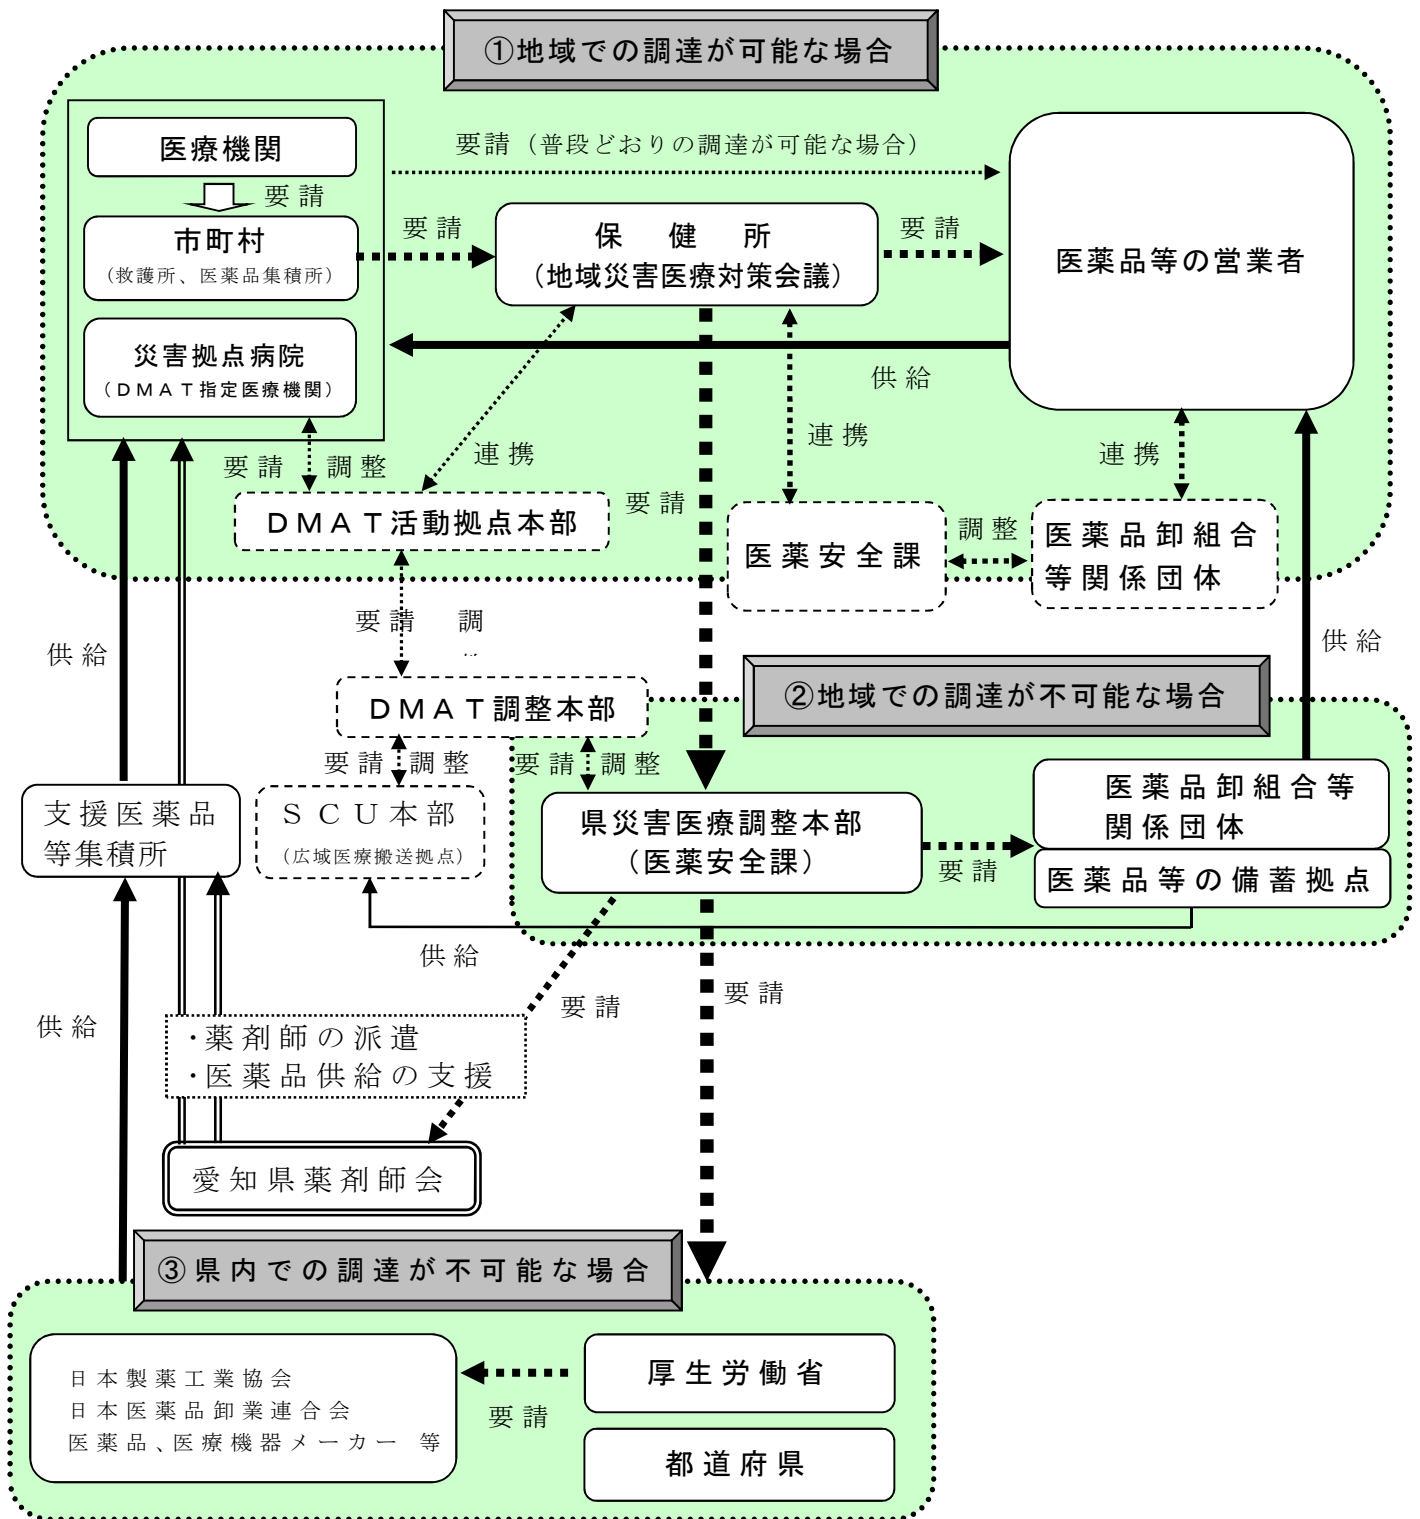 ①地域での調達が可能な場合
医療機関
要請(普段どおりの調達が可能な場合)
要請
市町村
(救護所、医薬品集積所)
要請
保健所
(地域災害医療対策会議)
要請
医薬品等の営業者
災害拠点病院
(DMAT指定医療機関)
供給
要請 調整
連携
連携
連携
要請
DMAT活動拠点本部
医薬安全課
調整
医薬品卸組合
等関係団体
要請 調
供給
供給
②地域での調達が不可能な場合
DMAT調整本部
要請 調整
要請 調整
支援医薬品
等集積所
SCU本部
(広域医療搬送拠点)
県災害医療調整本部
(医薬安全課)
要請
医薬品卸組合等
関係団体
医薬品等の備蓄拠点
供給
要請
要請
供給
・薬剤師の派遣
・医薬品供給の支援
愛知県薬剤師会
③県内での調達が不可能な場合
日本製薬工業協会
日本医薬品卸業連合会
医薬品、医療機器メーカー 等
要請
厚生労働省
都道府県